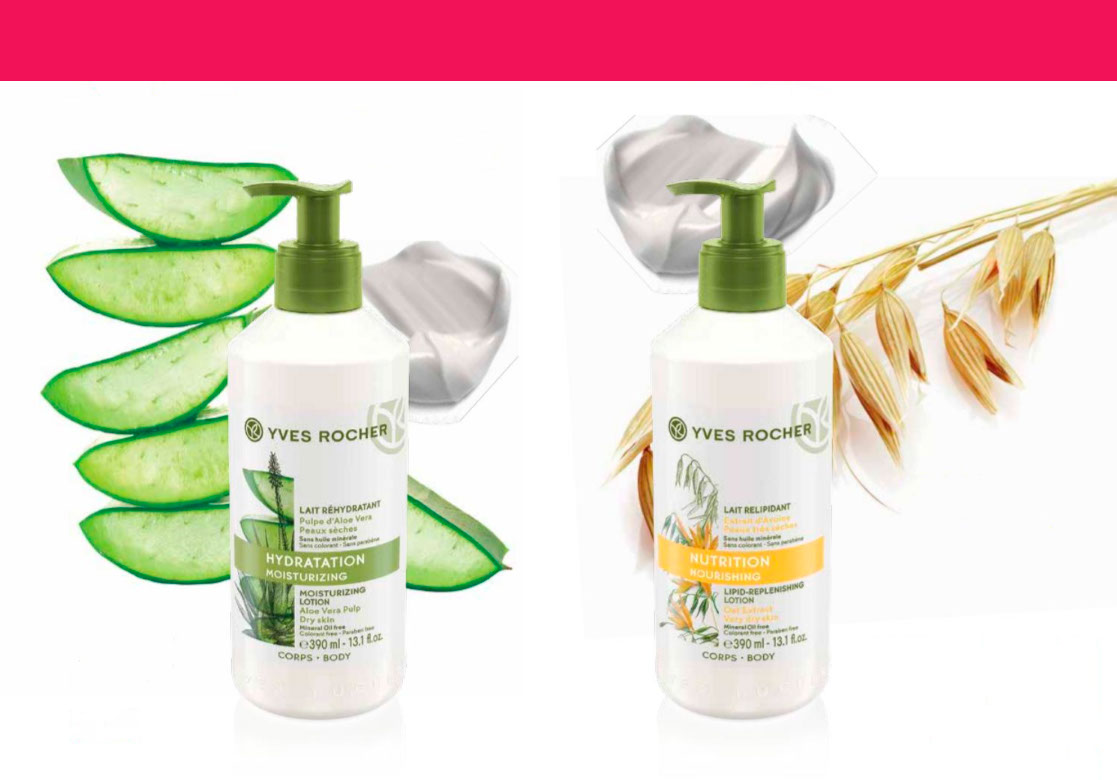 YVES ROCHER
LAIT RÉHYDRATANT
Pulpe d'Aloe Vera
Peaux sèches
Sans huile minérale
Sans colorant - Sans parabène
HYDRATATION
MOISTURIZING
MOISTURIZING
LOTION
Aloe Vera Pulp
Dry skin
Mineral Oil free
Colorant free - Paraben free
℮390 ml - 13.1 fl.oz.
CORPS • BODY
YVES ROCHER
LAIT RELIPIDANT
Extrait d'Avoine
Peaux très sèches
Sans huile minérale
Sans colorant - Sans parabène
NUTRITION
NOURISHING
LIPID-REPLENISHING
LOTION
Oat Extract
Very dry skin
Mineral Oil free
Colorant free - Paraben free
℮390 ml - 13.1 fl.oz.
CORPS • BODY